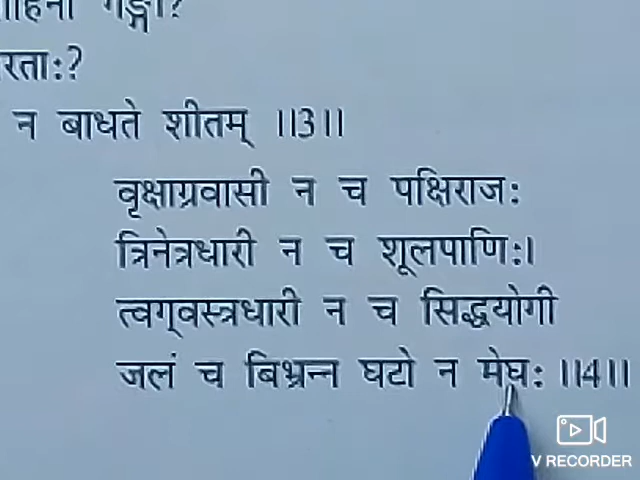 गङ्गा?
रताः?
न बाधते शीतम् ।।3।।
वृक्षाग्रवासी न च पक्षिराजः
त्रिनेत्रधारी न च शूलपाणिः।
त्वग्वस्त्रधारी न च सिद्धयोगी
जलं च बिभ्रन्न घटो न मेघः ।।4।।
V RECORDER